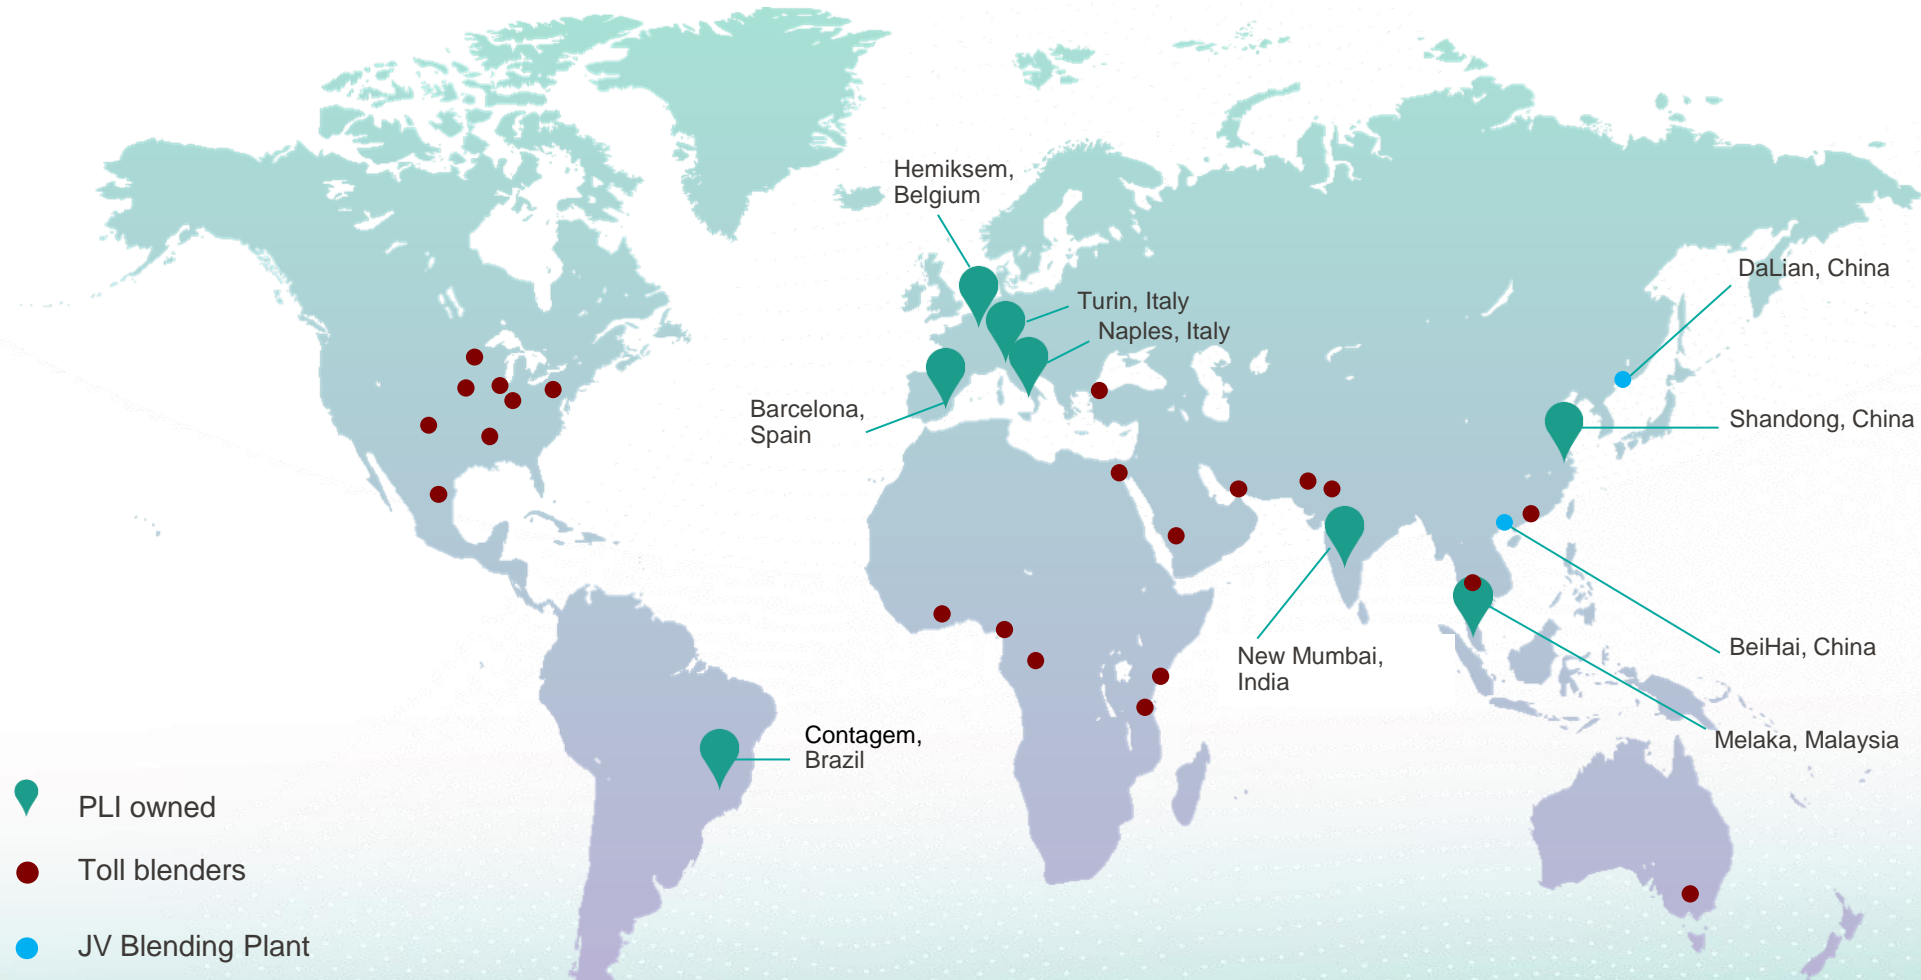 Hemiksem,
Belgium
DaLian, China
Turin, Italy
Naples, Italy
Barcelona,
Spain
Shandong, China
New Mumbai,
India
BeiHai, China
Melaka, Malaysia
Contagem,
Brazil
PLI owned
Toll blenders
JV Blending Plant